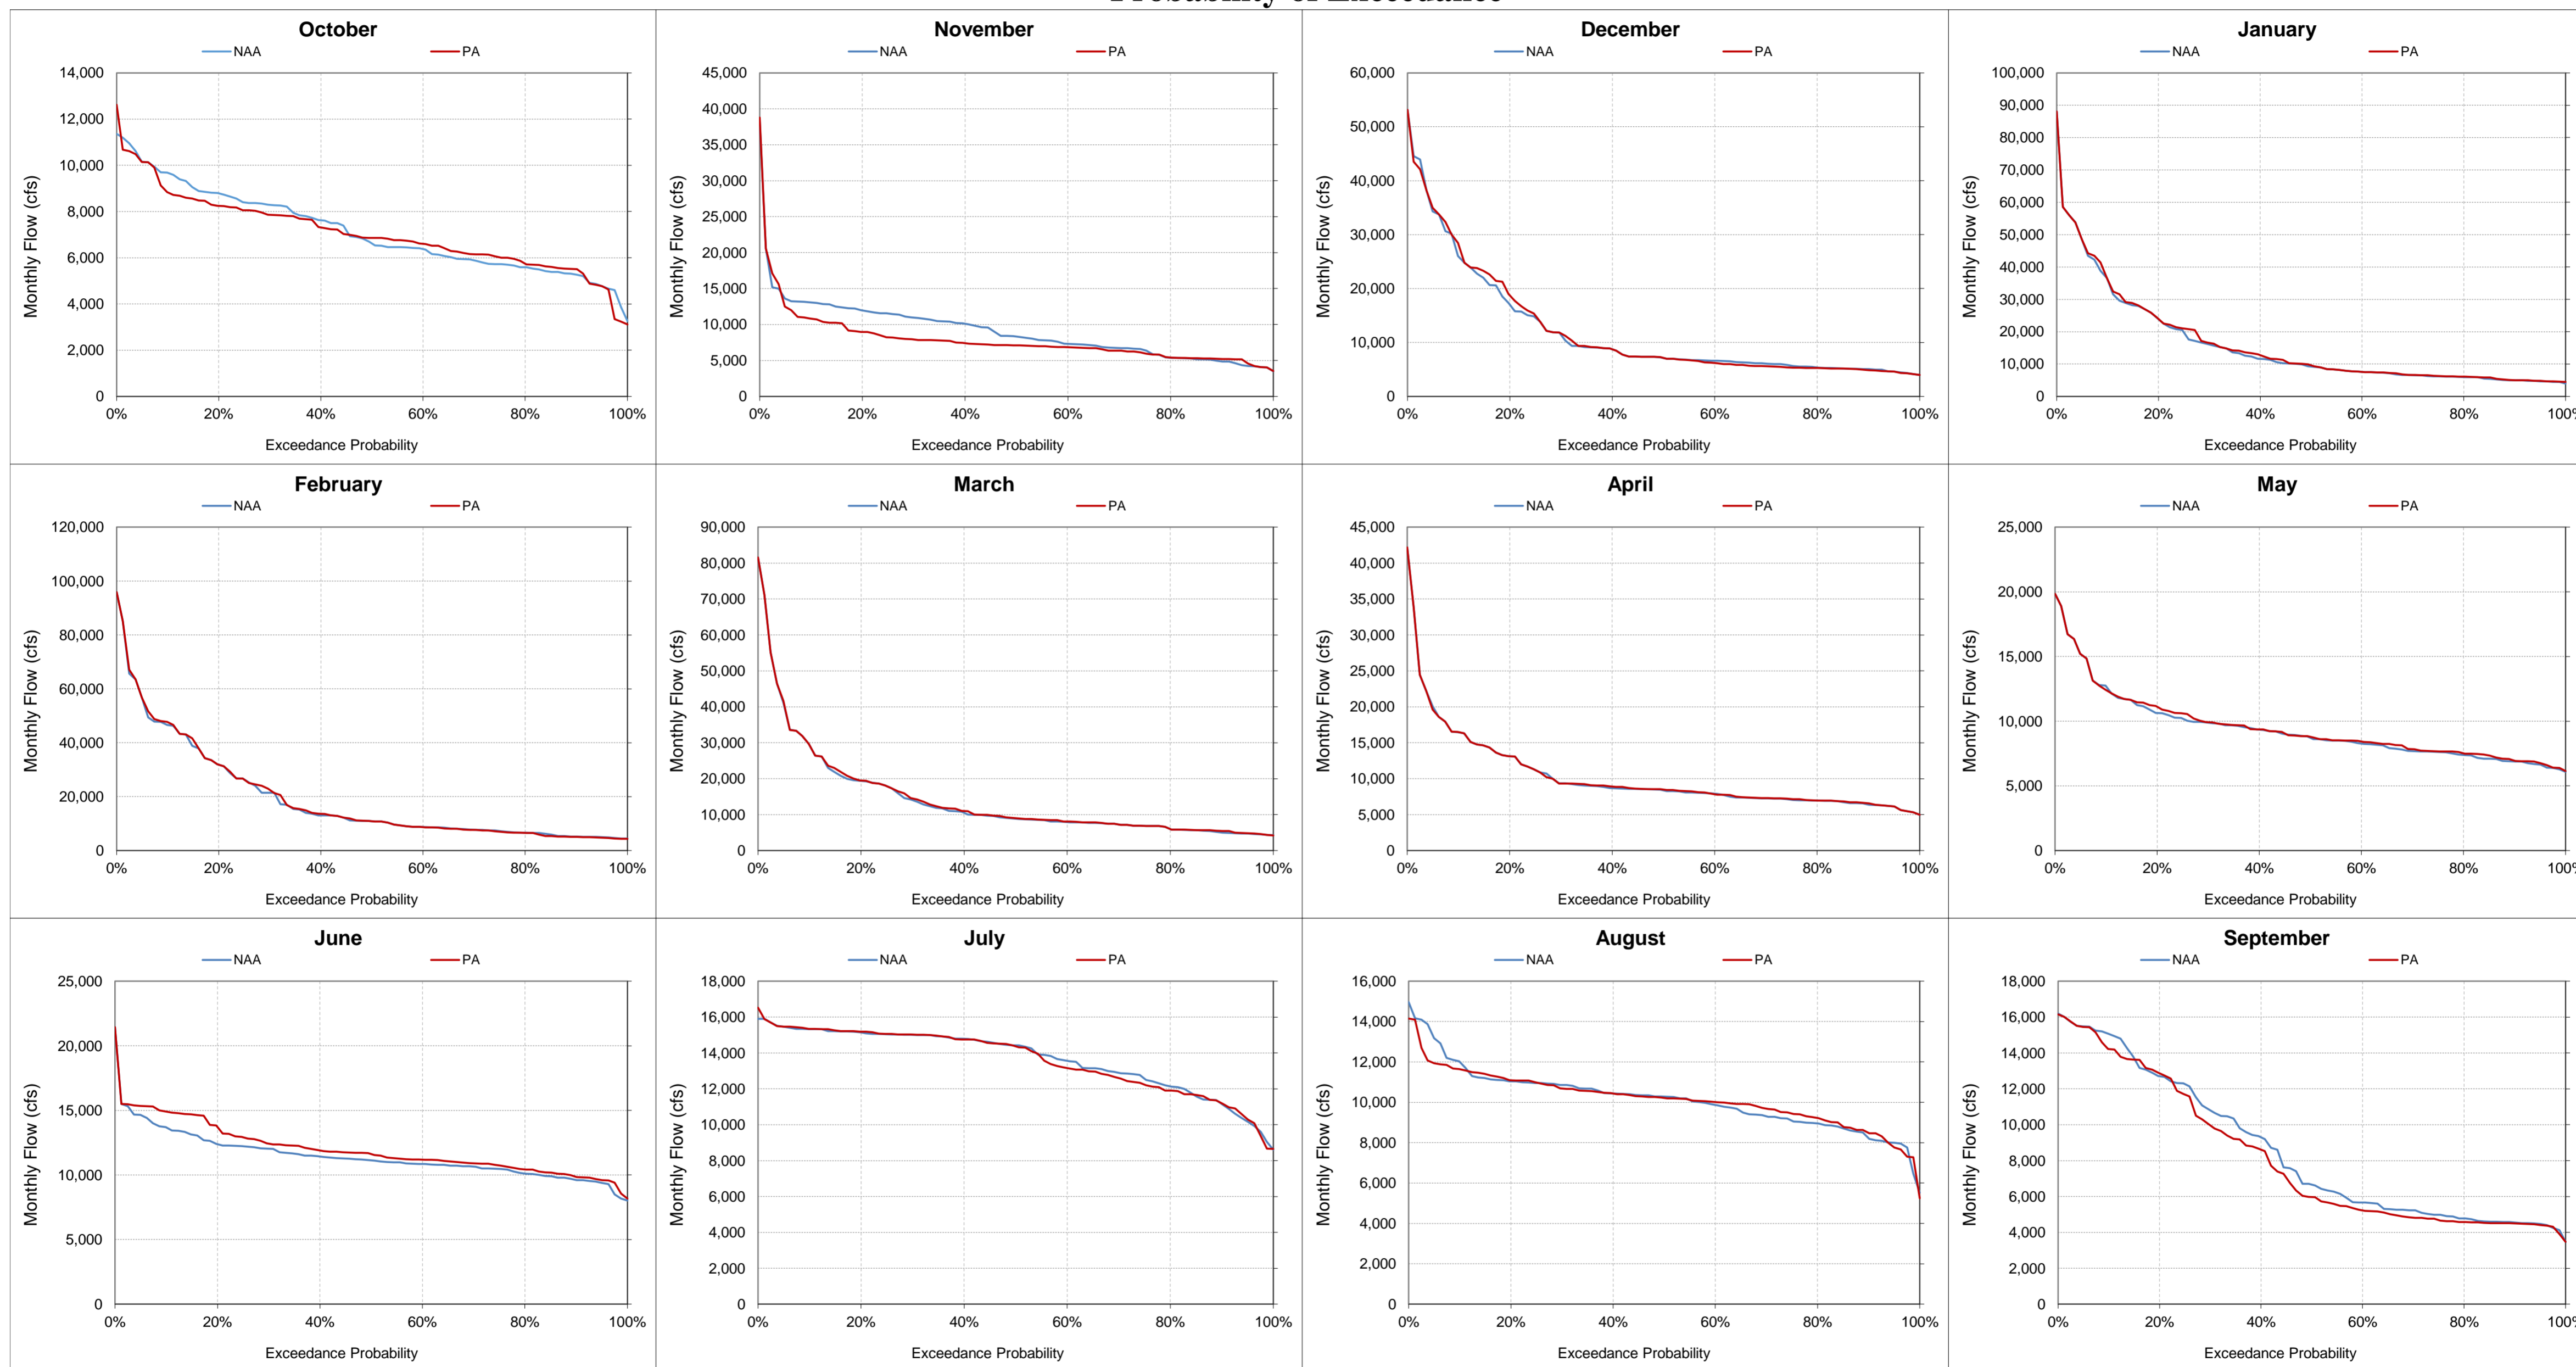 Probability of Exceedance
October
NAA PA
Monthly Flow (cfs)
14,000
12,000
10,000
8,000
6,000
4,000
2,000
0
0% 20% 40% 60% 80% 100%
Exceedance Probability
November
NAA PA
Monthly Flow (cfs)
45,000
40,000
35,000
30,000
25,000
20,000
15,000
10,000
5,000
0
0% 20% 40% 60% 80% 100%
Exceedance Probability
December
NAA PA
Monthly Flow (cfs)
60,000
50,000
40,000
30,000
20,000
10,000
0
0% 20% 40% 60% 80% 100%
Exceedance Probability
January
NAA PA
Monthly Flow (cfs)
100,000
90,000
80,000
70,000
60,000
50,000
40,000
30,000
20,000
10,000
0
0% 20% 40% 60% 80% 100%
Exceedance Probability
February
NAA PA
Monthly Flow (cfs)
120,000
100,000
80,000
60,000
40,000
20,000
0
0% 20% 40% 60% 80% 100%
Exceedance Probability
March
NAA PA
Monthly Flow (cfs)
90,000
80,000
70,000
60,000
50,000
40,000
30,000
20,000
10,000
0
0% 20% 40% 60% 80% 100%
Exceedance Probability
April
NAA PA
Monthly Flow (cfs)
45,000
40,000
35,000
30,000
25,000
20,000
15,000
10,000
5,000
0
0% 20% 40% 60% 80% 100%
Exceedance Probability
May
NAA PA
Monthly Flow (cfs)
25,000
20,000
15,000
10,000
5,000
0
0% 20% 40% 60% 80% 100%
Exceedance Probability
June
NAA PA
Monthly Flow (cfs)
25,000
20,000
15,000
10,000
5,000
0
0% 20% 40% 60% 80% 100%
Exceedance Probability
July
NAA PA
Monthly Flow (cfs)
18,000
16,000
14,000
12,000
10,000
8,000
6,000
4,000
2,000
0
0% 20% 40% 60% 80% 100%
Exceedance Probability
August
NAA PA
Monthly Flow (cfs)
16,000
14,000
12,000
10,000
8,000
6,000
4,000
2,000
0
0% 20% 40% 60% 80% 100%
Exceedance Probability
September
NAA PA
Monthly Flow (cfs)
18,000
16,000
14,000
12,000
10,000
8,000
6,000
4,000
2,000
0
0% 20% 40% 60% 80% 100%
Exceedance Probability